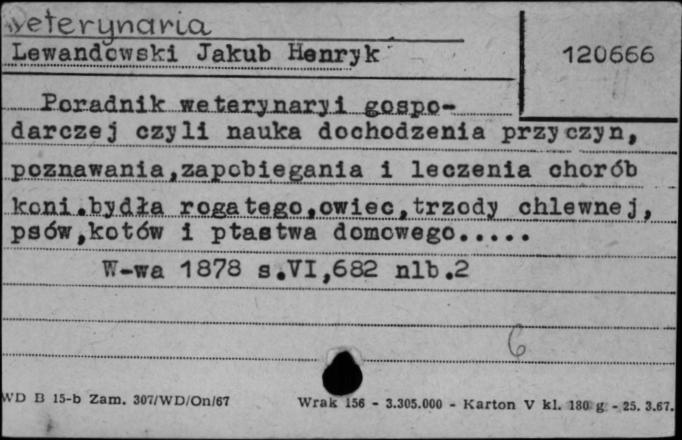 weterynaria
Lewandowski Jakub Henryk
120666
Poradnik weterynaryi gospo-
darczej czyli nauka dochodzenia przyczyn,
poznawania,zapobiegania i leczenia chorób
koni.bydła rogatego,owiec,trzody chlewnej,
psów,kotów i ptastwa domowego.....
W-wa 1878 s.VI,682 nlb.2
6
WD B 15-b Zam. 307/WD/On/67
Wrak 156 - 3.305.000 - Karton V kl. 180 g - 25. 3.67.